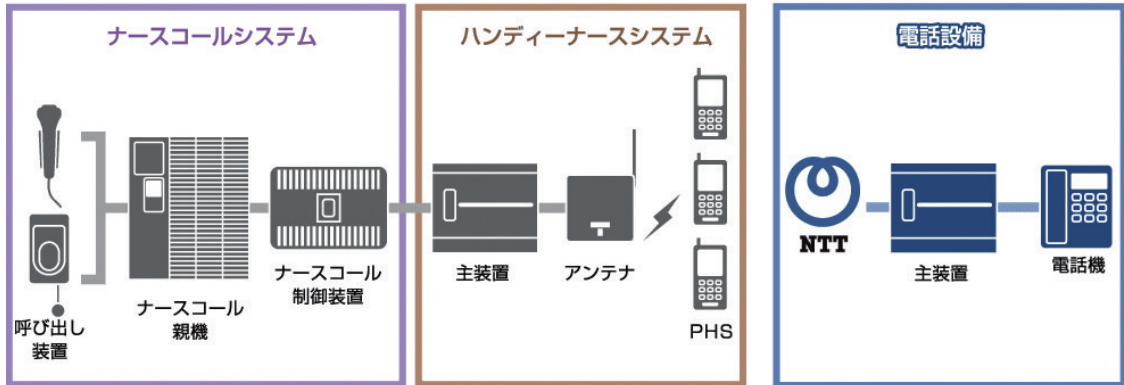 ナースコールシステム
呼び出し
装置
ナースコール
親機
ナースコール
制御装置
ハンディーナースシステム
主装置
アンテナ
PHS
電話設備
NTT
主装置
電話機